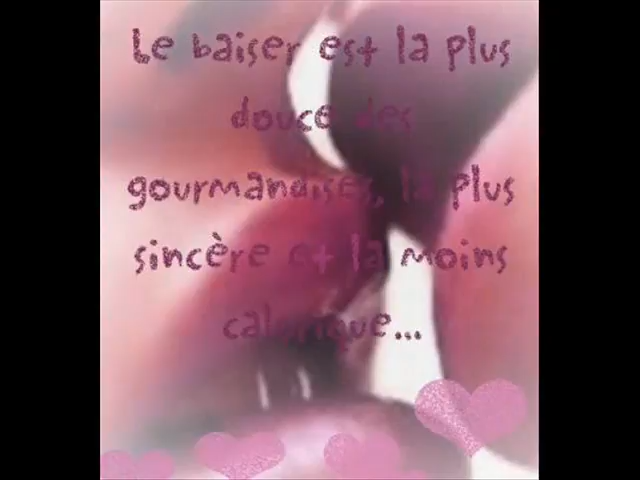 Le baiser est la plus
douce des
gourmandises, la plus
sincère et la moins
calorique...